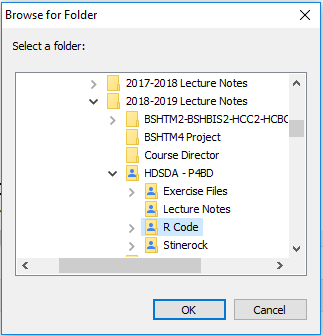 Browse for Folder
Select a folder:
2017-2018 Lecture Notes
2018-2019 Lecture Notes
BSHTM2-BSHBIS2-HCC2-HCBC
BSHTM4 Project
Course Director
HDSDA - P4BD
Exercise Files
Lecture Notes
R Code
Stinerock
OK Cancel